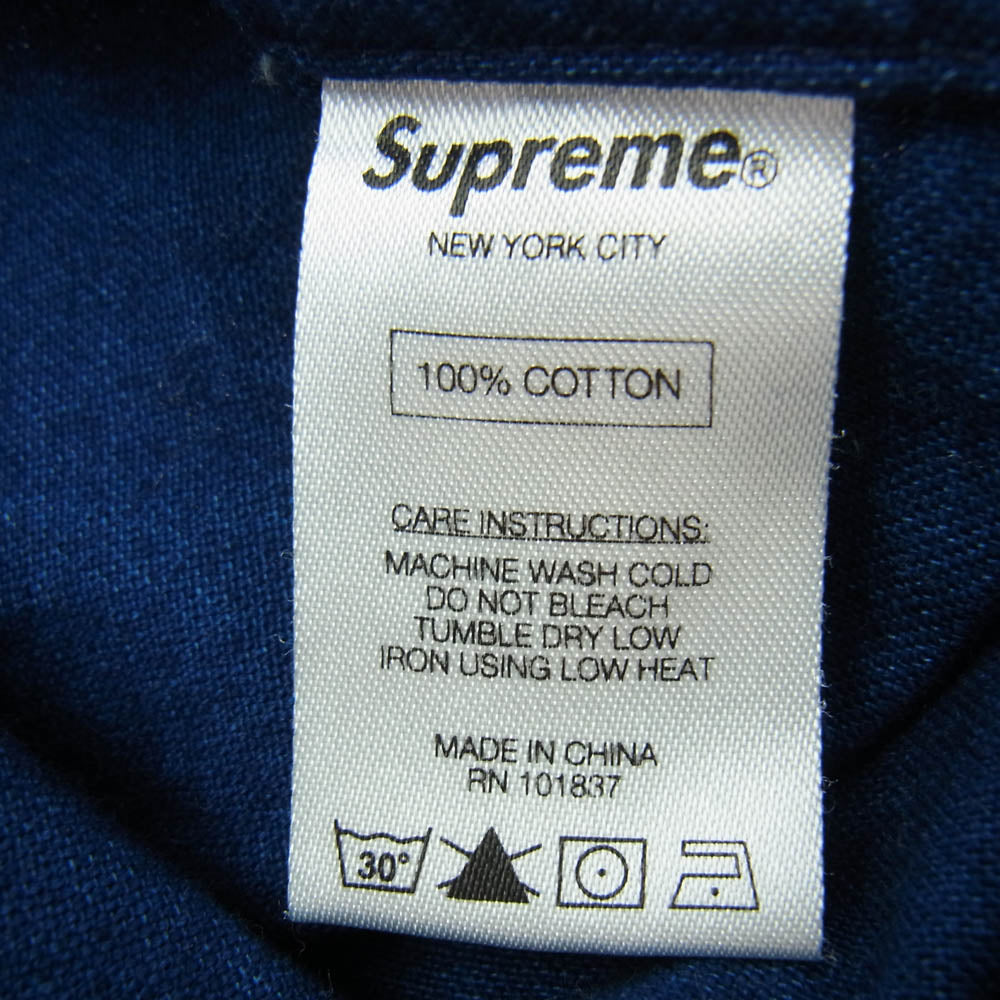 Supreme®
NEW YORK CITY
100% COTTON
CARE INSTRUCTIONS:
MACHINE WASH COLD
DO NOT BLEACH
TUMBLE DRY LOW
IRON USING LOW HEAT
MADE IN CHINA
RN 101837
30°